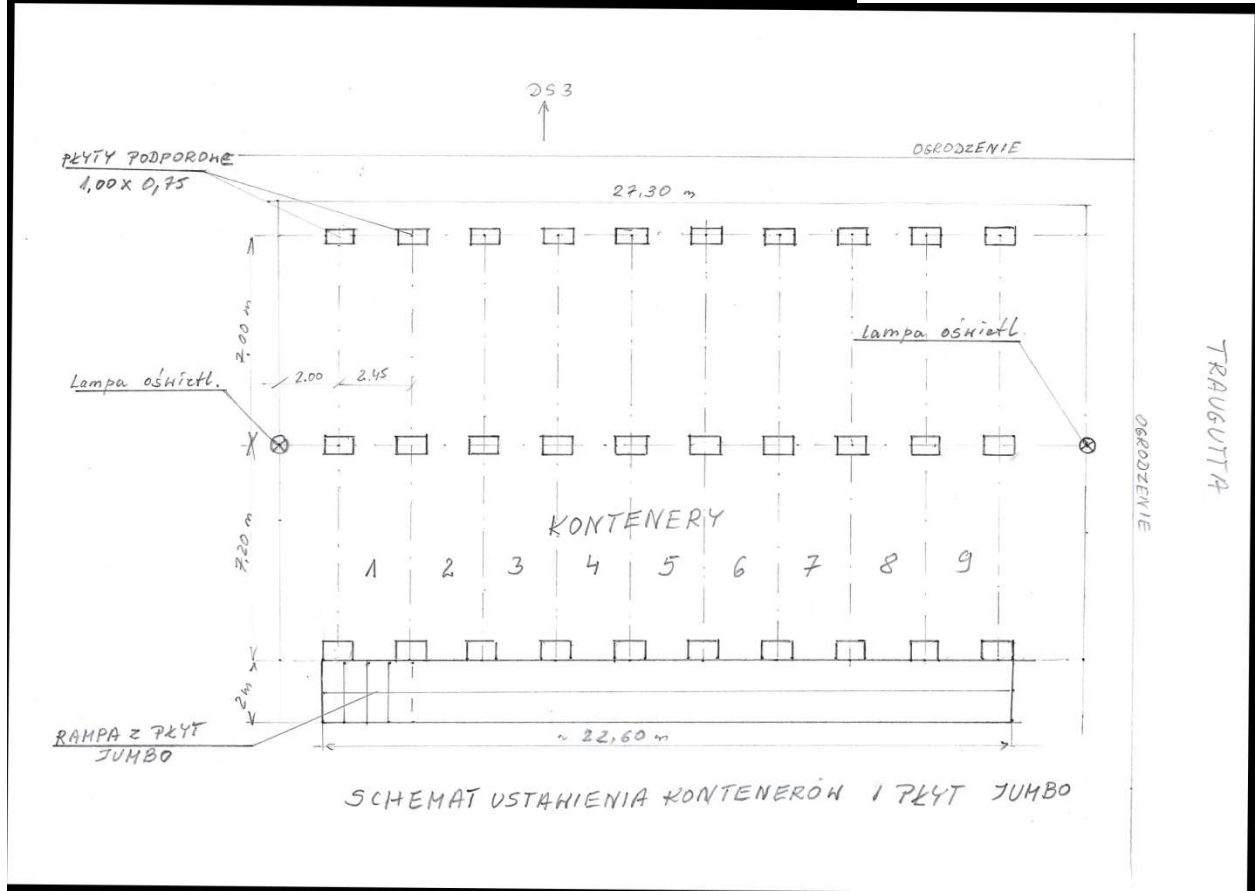 DS3
PŁYTY PODPOROWE
1,00 x 0,75
OGRODZENIE
27,30 m
7.00 m
Lampa oświetl.
Lampa oświetl.
2.00
2.45
TRAUGUTTA
OGRODZENIE
7,20 m
KONTENERY
1 2 3 4 5 6 7 8 9
2m
RAMPA Z PŁYT
JUMBO
~ 22,60 m
SCHEMAT USTAWIENIA KONTENERÓW I PŁYT JUMBO